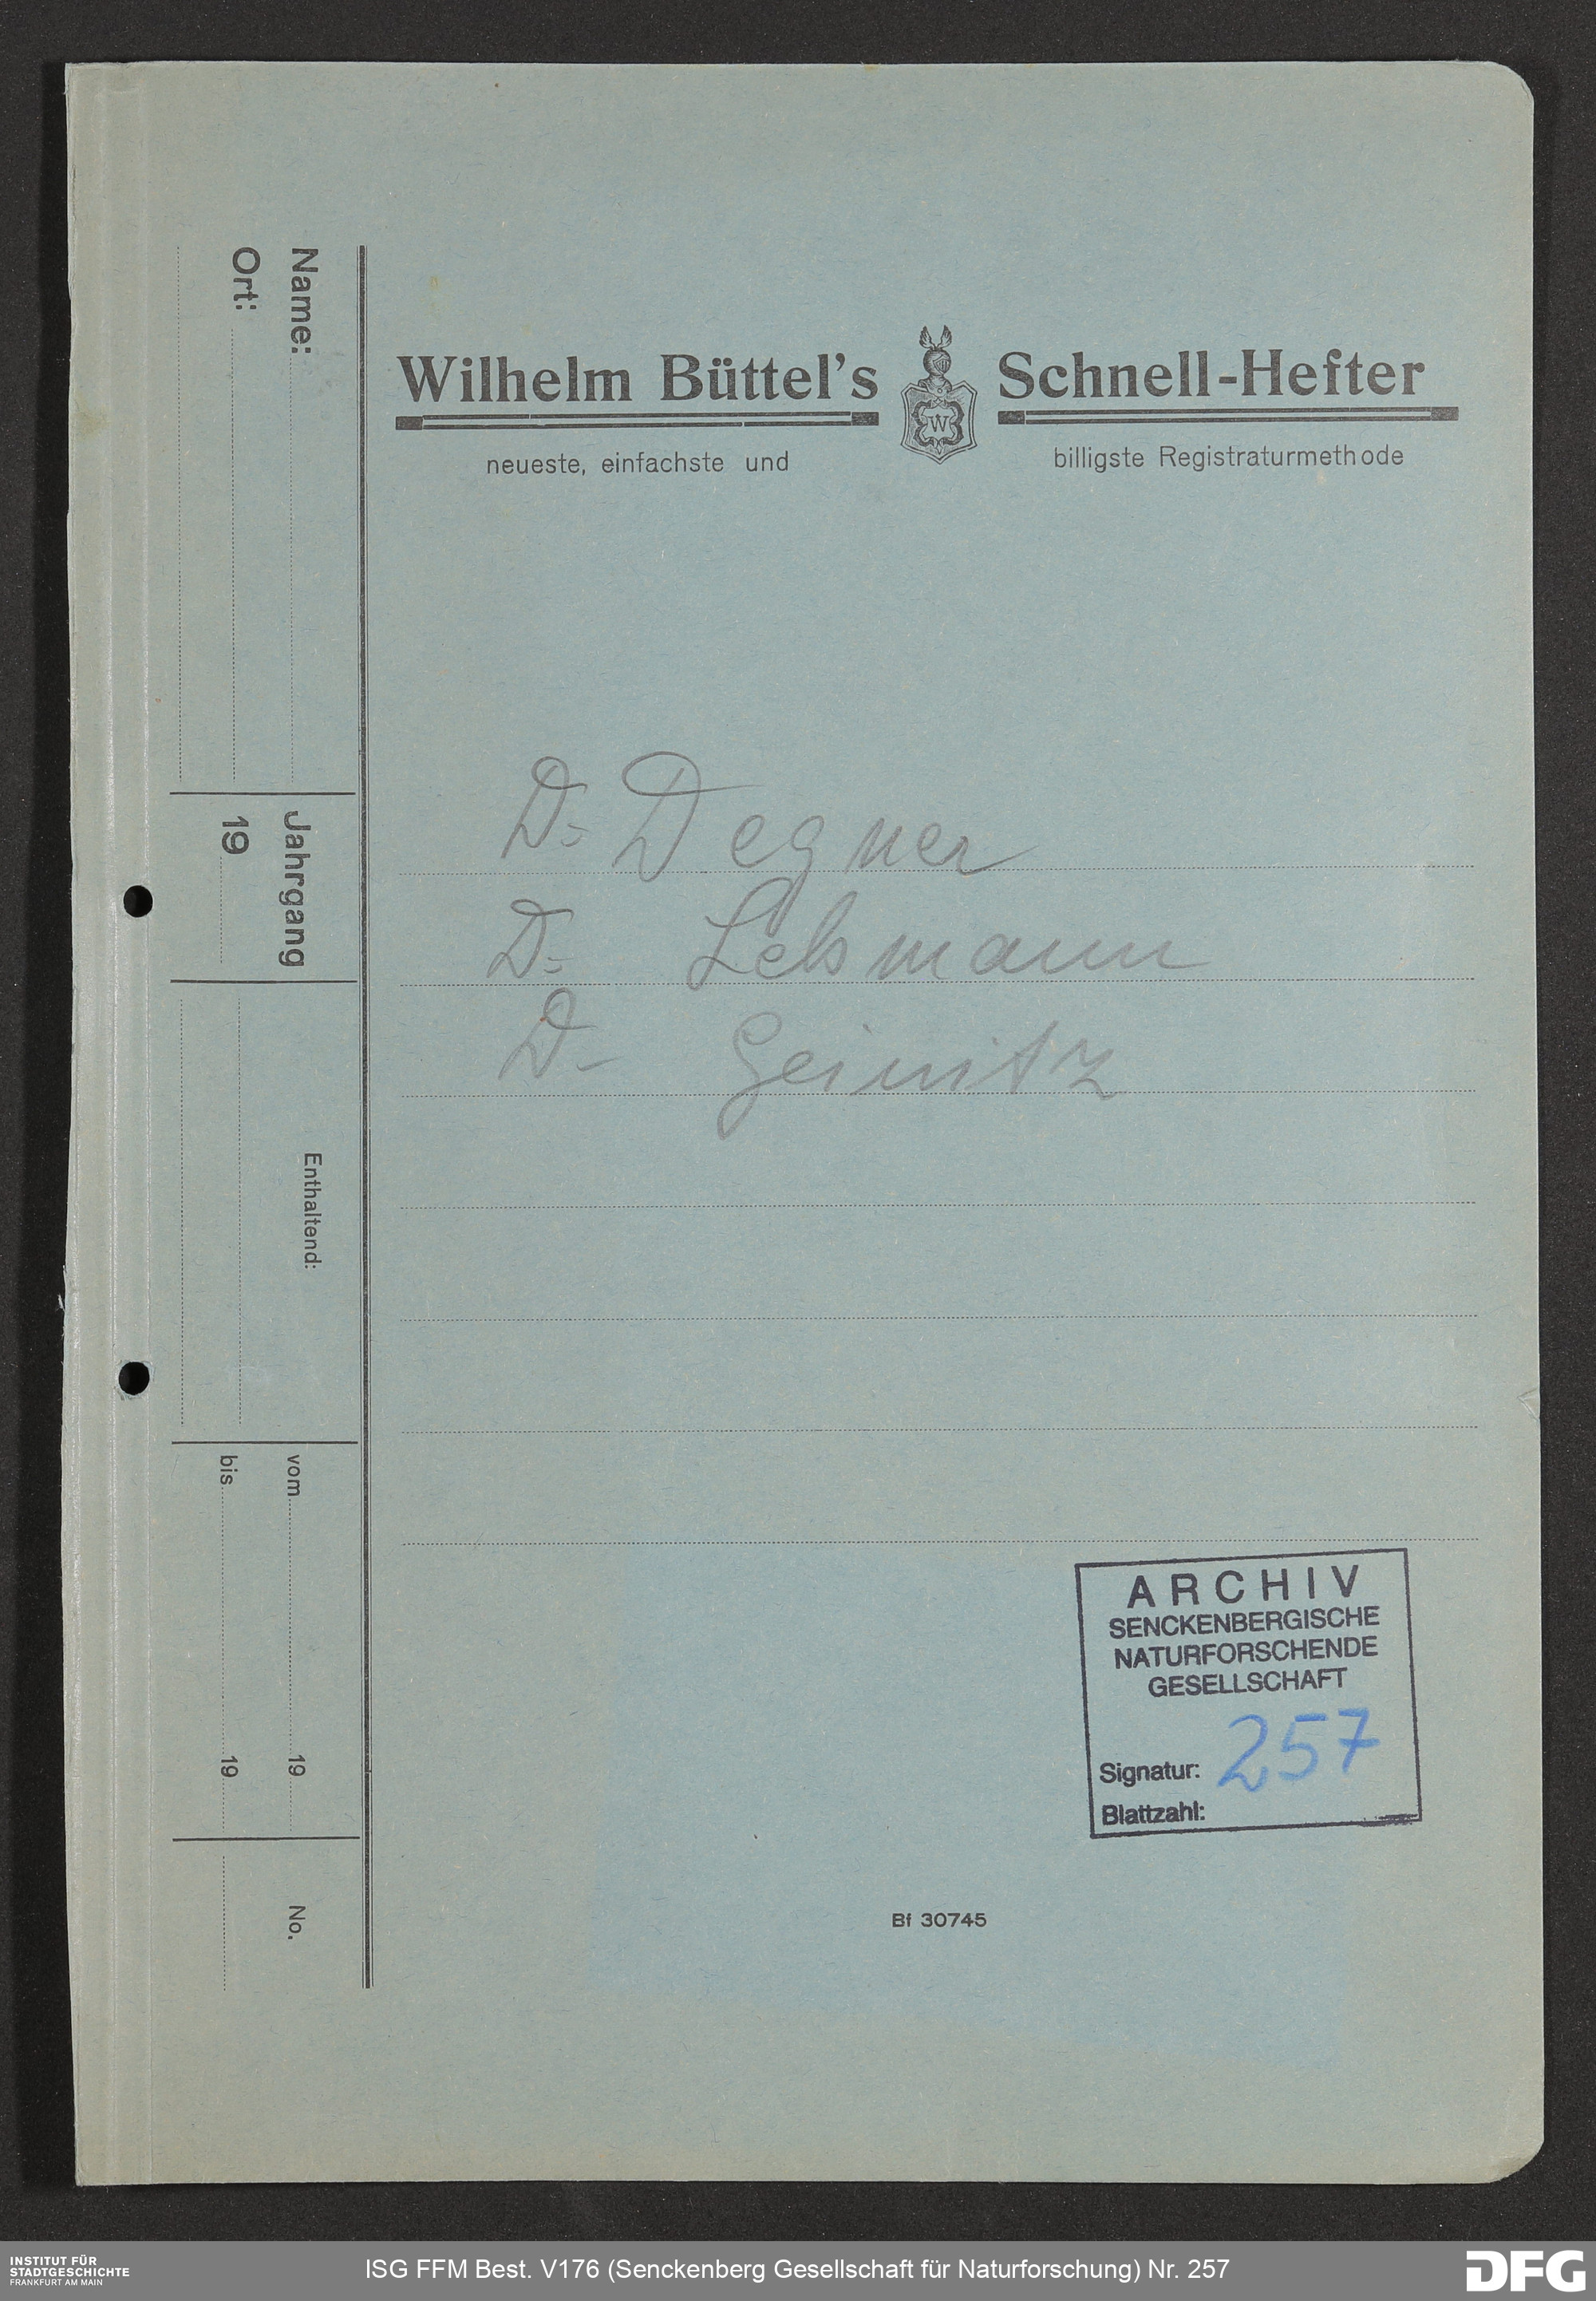 Name:
Ort:
Jahrgang
19
Enthaltend:
vom 19
bis 19
No.
Wilhelm Büttel's Schnell-Hefter
W
neueste, einfachste und billigste Registraturmethode
Dr Degner
Dr Lehmann
Dr Geinitz
ARCHIV
SENCKENBERGISCHE
NATURFORSCHENDE
GESELLSCHAFT
Signatur: 257
Blattzahl:
Bf 30745
INSTITUT FÜR
STADTGESCHICHTE
FRANKFURT AM MAIN
ISG FFM Best. V176 (Senckenberg Gesellschaft für Naturforschung) Nr. 257
DFG